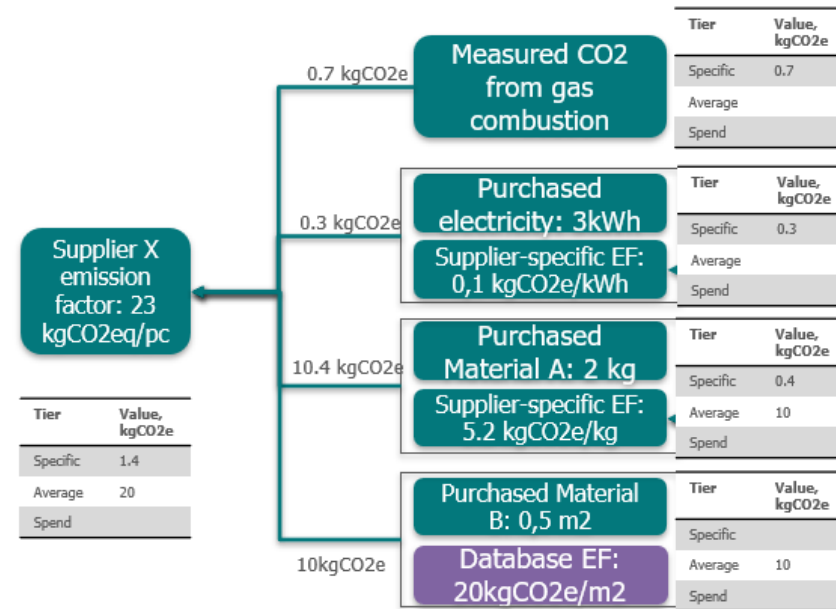 Supplier X
emission
factor: 23
kgCO2eq/pc
Tier Value,
kgCO2e
Specific 1.4
Average 20
Spend
0.7 kgCO2e
Measured CO2
from gas
combustion
Tier Value,
kgCO2e
Specific 0.7
Average
Spend
0.3 kgCO2e
Purchased
electricity: 3kWh
Supplier-specific EF:
0,1 kgCO2e/kWh
Tier Value,
kgCO2e
Specific 0.3
Average
Spend
10.4 kgCO2e
Purchased
Material A: 2 kg
Supplier-specific EF:
5.2 kgCO2e/kg
Tier Value,
kgCO2e
Specific 0.4
Average 10
Spend
10kgCO2e
Purchased Material
B: 0,5 m2
Database EF:
20kgCO2e/m2
Tier Value,
kgCO2e
Specific
Average 10
Spend